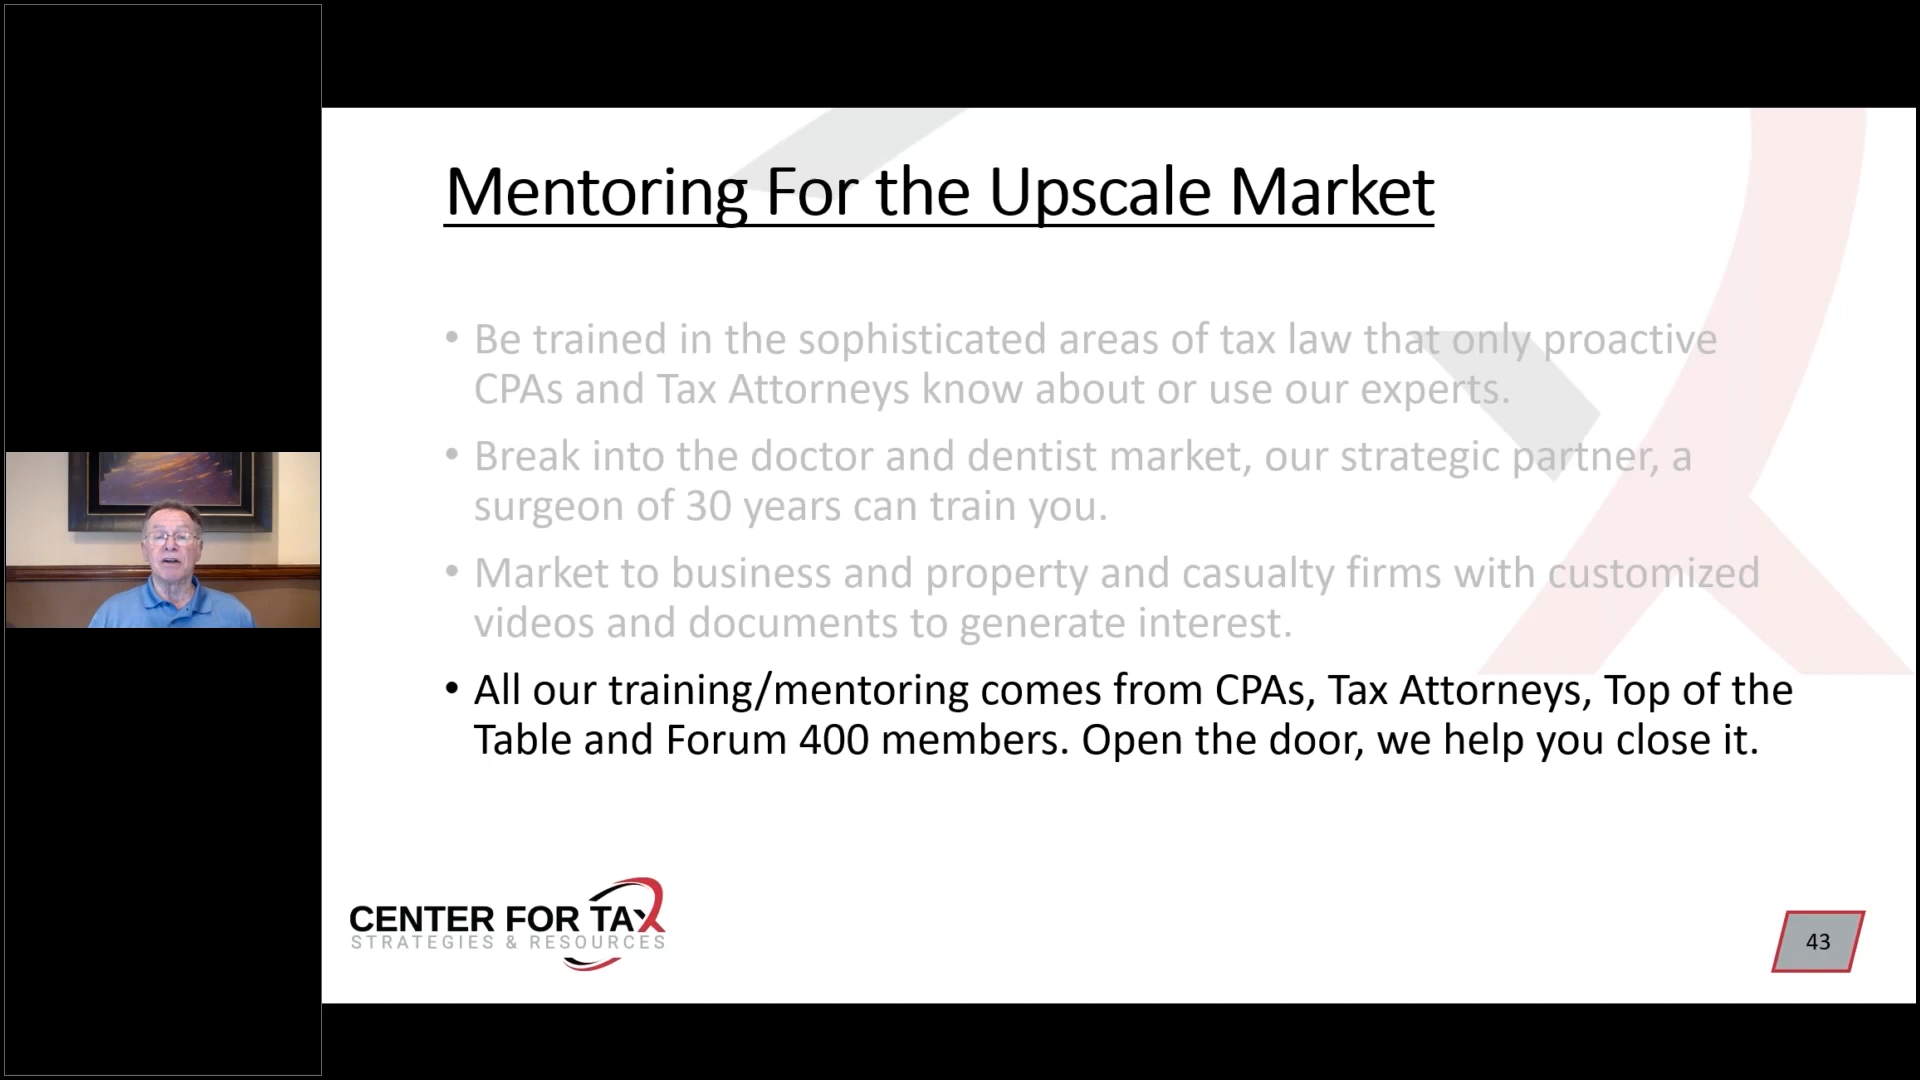 Mentoring For the Upscale Market
• Be trained in the sophisticated areas of tax law that only proactive
CPAs and Tax Attorneys know about or use our experts.
• Break into the doctor and dentist market, our strategic partner, a
surgeon of 30 years can train you.
• Market to business and property and casualty firms with customized
videos and documents to generate interest.
• All our training/mentoring comes from CPAs, Tax Attorneys, Top of the
Table and Forum 400 members. Open the door, we help you close it.
CENTER FOR TAX
STRATEGIES & RESOURCES
43